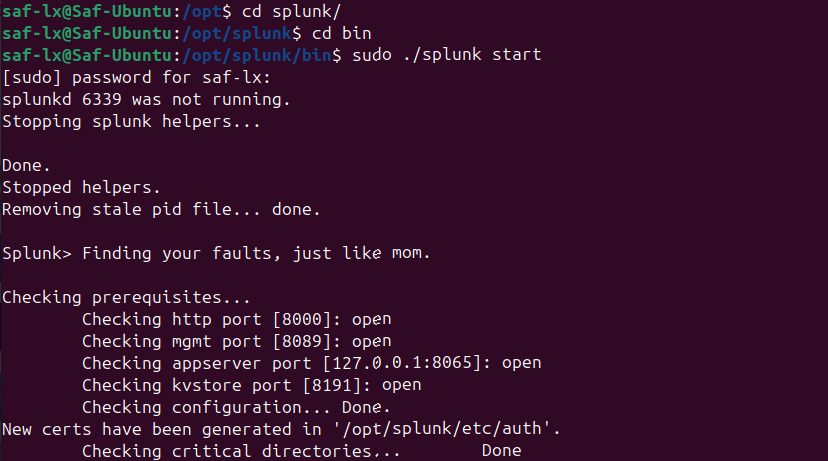 saf-lx@Saf-Ubuntu:/opt$ cd splunk/
saf-lx@Saf-Ubuntu:/opt/splunk$ cd bin
saf-lx@Saf-Ubuntu:/opt/splunk/bin$ sudo ./splunk start
[sudo] password for saf-lx:
splunkd 6339 was not running.
Stopping splunk helpers...
Done.
Stopped helpers.
Removing stale pid file... done.
Splunk> Finding your faults, just like mom.
Checking prerequisites...
Checking http port [8000]: open
Checking mgmt port [8089]: open
Checking appserver port [127.0.0.1:8065]: open
Checking kvstore port [8191]: open
Checking configuration... Done.
New certs have been generated in '/opt/splunk/etc/auth'.
Checking critical directories... Done